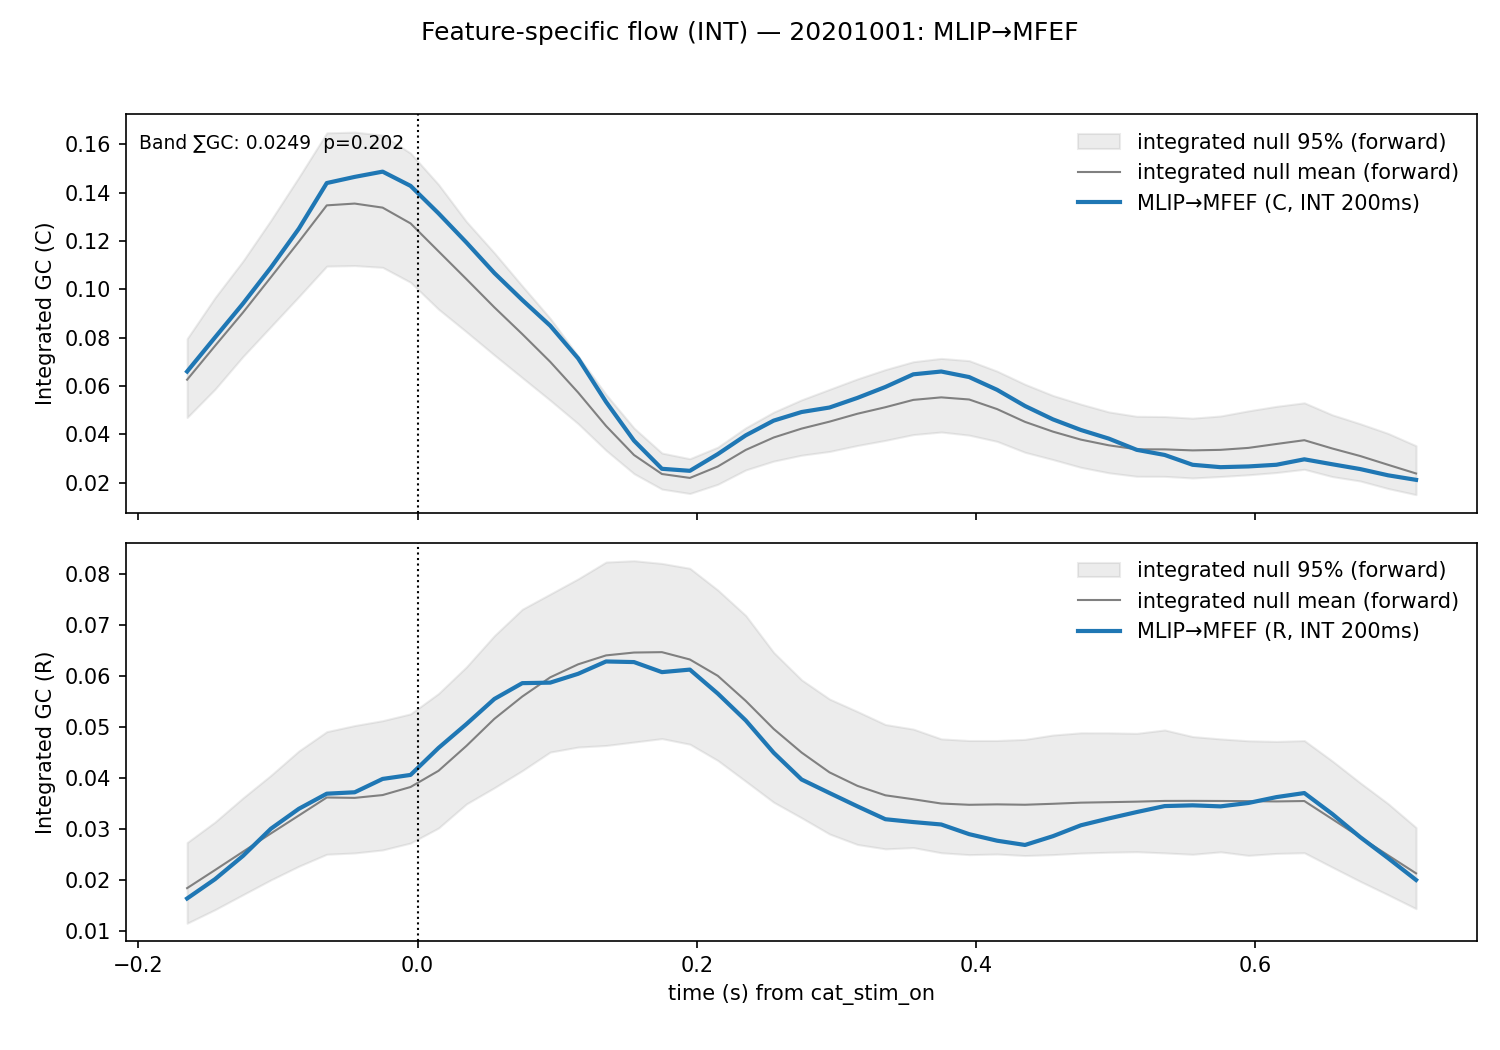 Feature-specific flow (INT) — 20201001: MLIP→MFEF
Band ∑GC: 0.0249  p=0.202
integrated null 95% (forward)
integrated null mean (forward)
MLIP→MFEF (C, INT 200ms)
Integrated GC (C)
0.16
0.14
0.12
0.10
0.08
0.06
0.04
0.02
integrated null 95% (forward)
integrated null mean (forward)
MLIP→MFEF (R, INT 200ms)
Integrated GC (R)
0.08
0.07
0.06
0.05
0.04
0.03
0.02
0.01
−0.2 0.0 0.2 0.4 0.6
time (s) from cat_stim_on